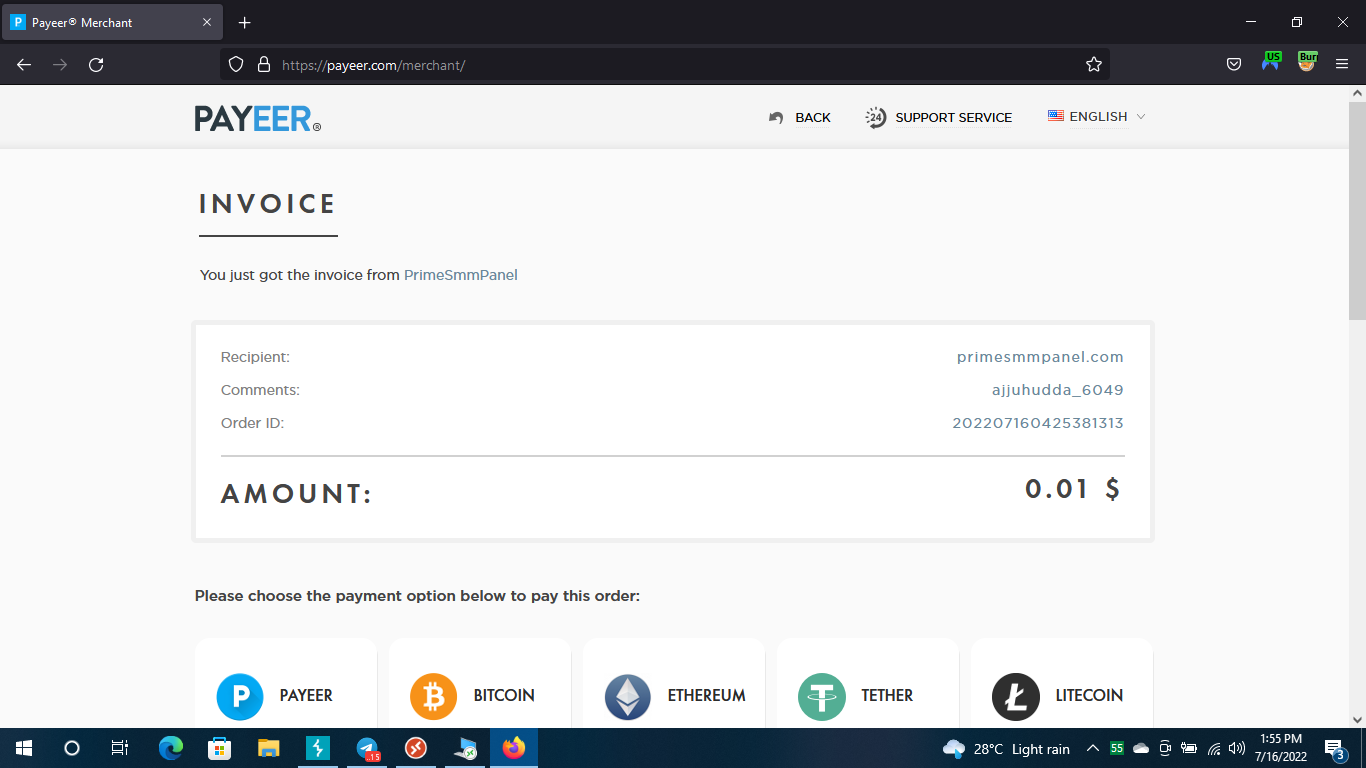 Payeer® Merchant
https://payeer.com/merchant/
US
Bur
PAYEER®
BACK
24
SUPPORT SERVICE
ENGLISH
INVOICE
You just got the invoice from PrimeSmmPanel
Recipient: primesmmpanel.com
Comments: ajjuhudda_6049
Order ID: 202207160425381313
AMOUNT: 0.01 $
Please choose the payment option below to pay this order:
PAYEER
BITCOIN
ETHEREUM
TETHER
LITECOIN
15
28°C Light rain
55
1:55 PM
7/16/2022
3